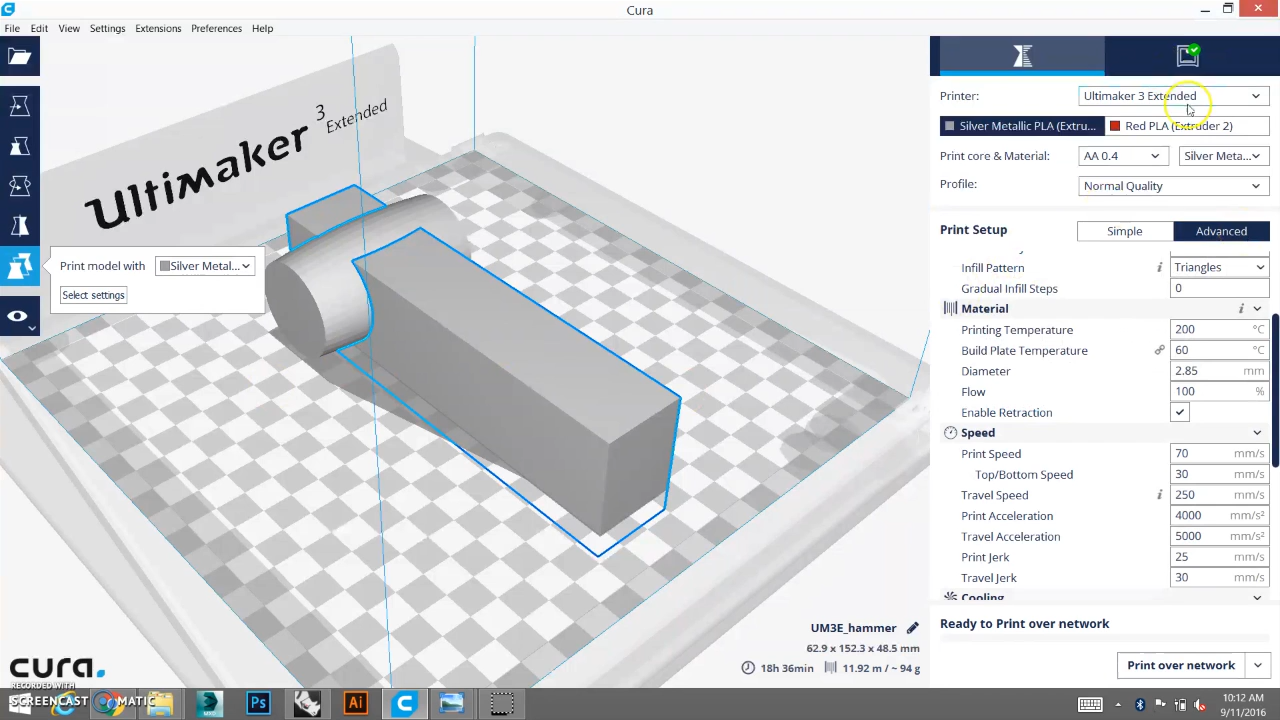 Cura
File Edit View Settings Extensions Preferences Help
Ultimaker 3 Extended
Printer: Ultimaker 3 Extended
Silver Metallic PLA (Extru... Red PLA (Extruder 2)
Print core & Material: AA 0.4 Silver Meta...
Profile: Normal Quality
Print Setup Simple Advanced
Print model with Silver Metal...
Select settings
Infill Pattern i Triangles
Gradual Infill Steps 0
Material i
Printing Temperature 200 °C
Build Plate Temperature 60 °C
Diameter 2.85 mm
Flow 100 %
Enable Retraction
Speed
Print Speed 70 mm/s
Top/Bottom Speed 30 mm/s
Travel Speed i 250 mm/s
Print Acceleration 4000 mm/s²
Travel Acceleration 5000 mm/s²
Print Jerk 25 mm/s
Travel Jerk 30 mm/s
Cooling
UM3E_hammer
62.9 x 152.3 x 48.5 mm
18h 36min 11.92 m / ~ 94 g
Ready to Print over network
Print over network
cura.
RECORDED WITH
SCREENCAST MATIC
Ps
Ai
10:12 AM
9/11/2016